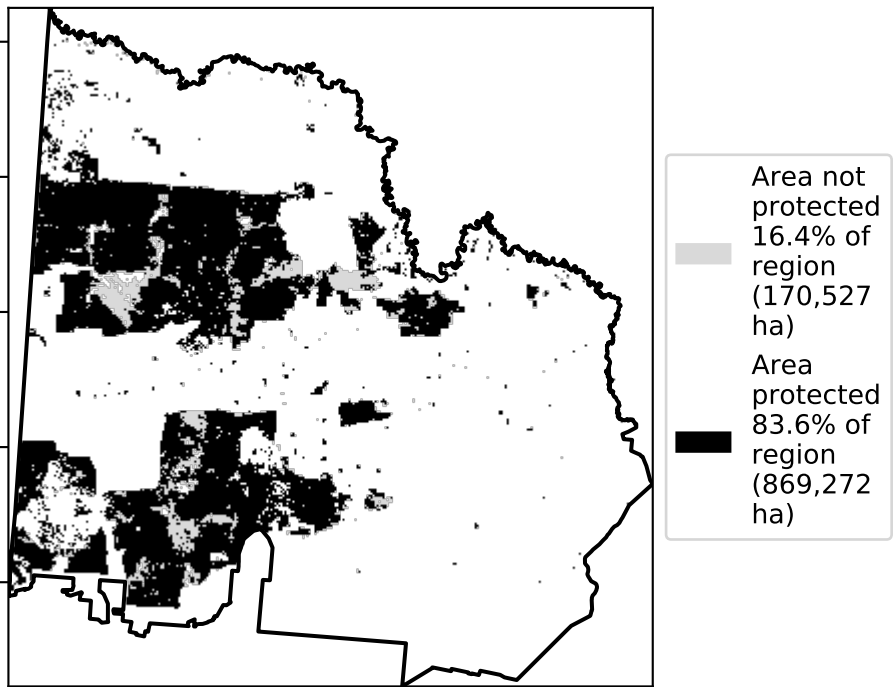 Area not
protected
16.4% of
region
(170,527
ha)
Area
protected
83.6% of
region
(869,272
ha)